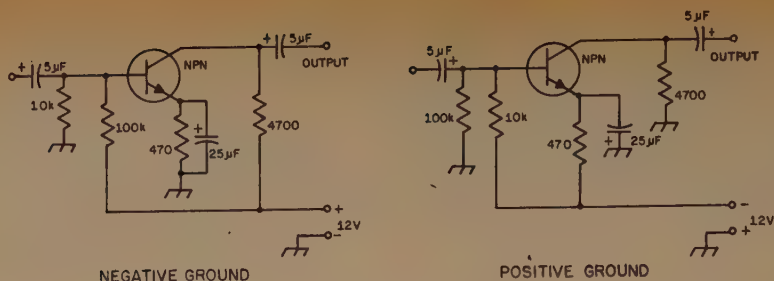 + 5µF
10k
100k
NPN
470
+
25µF
+ 5µF
OUTPUT
4700
+
12V
-
NEGATIVE GROUND
5µF
+
100k
10k
NPN
470
+
25µF
5µF
+
OUTPUT
4700
-
12V
+
POSITIVE GROUND